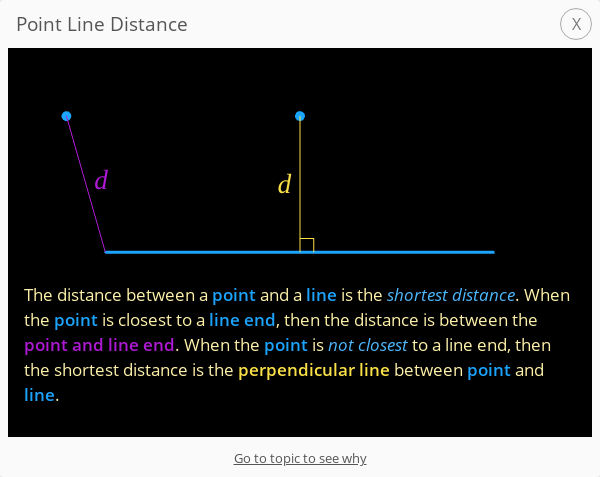 Point Line Distance
X
d
d
The distance between a point and a line is the shortest distance. When
the point is closest to a line end, then the distance is between the
point and line end. When the point is not closest to a line end, then
the shortest distance is the perpendicular line between point and
line.
Go to topic to see why